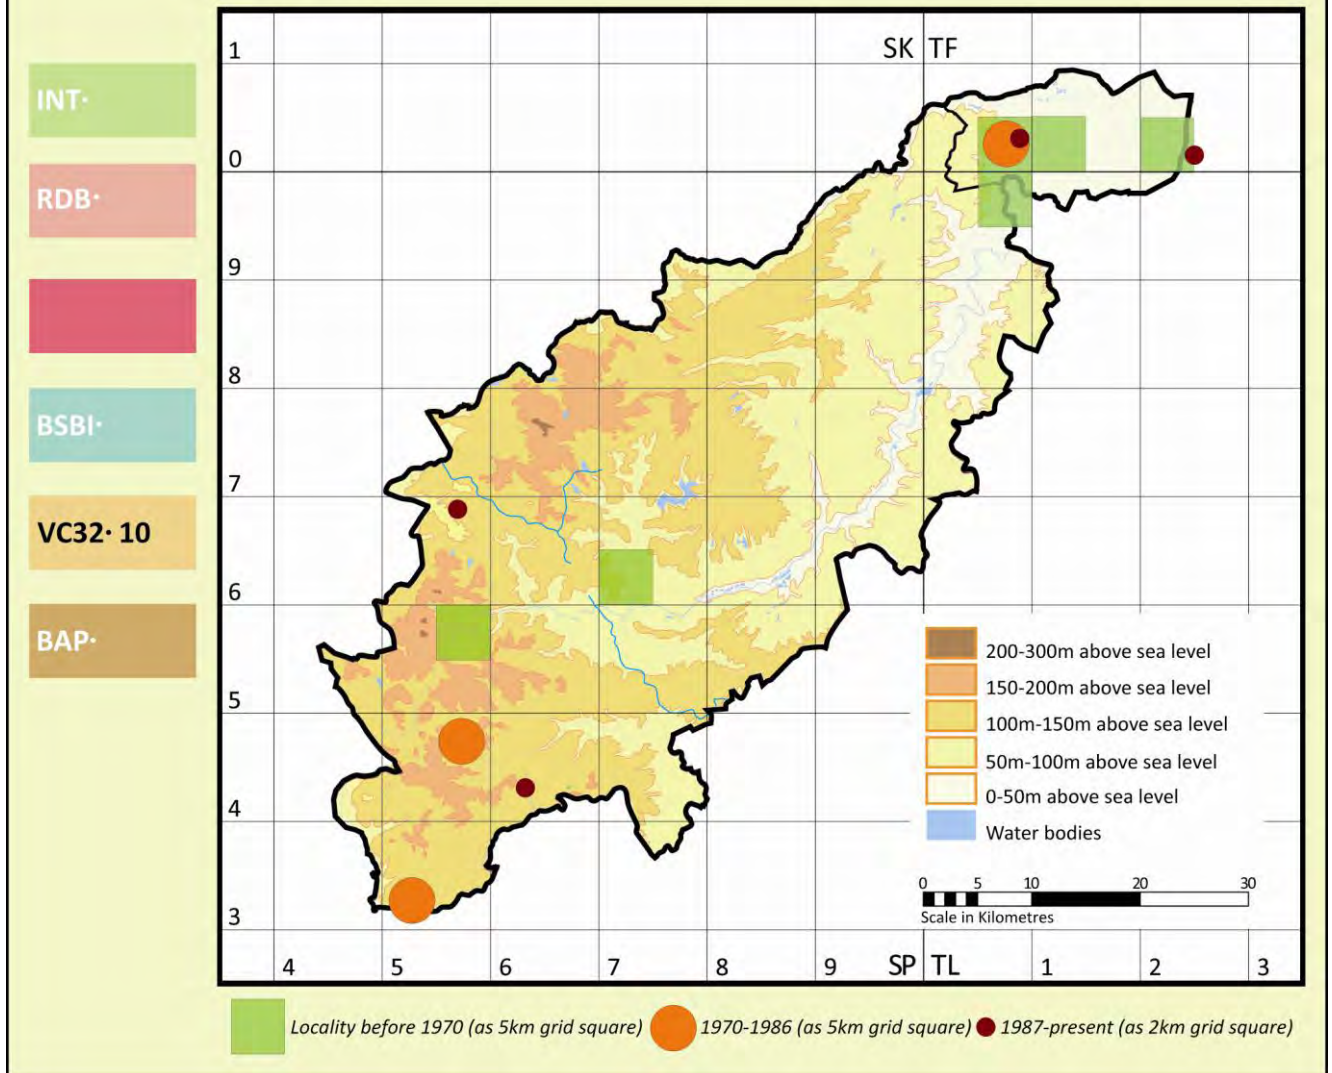 INT·
RDB·
BSBI·
VC32· 10
BAP·
1
0
9
8
7
6
5
4
3
SK TF
4 5 6 7 8 9 SP TL 1 2 3
200-300m above sea level
150-200m above sea level
100m-150m above sea level
50m-100m above sea level
0-50m above sea level
Water bodies
0 5 10 20 30
Scale in Kilometres
Locality before 1970 (as 5km grid square) 1970-1986 (as 5km grid square) 1987-present (as 2km grid square)